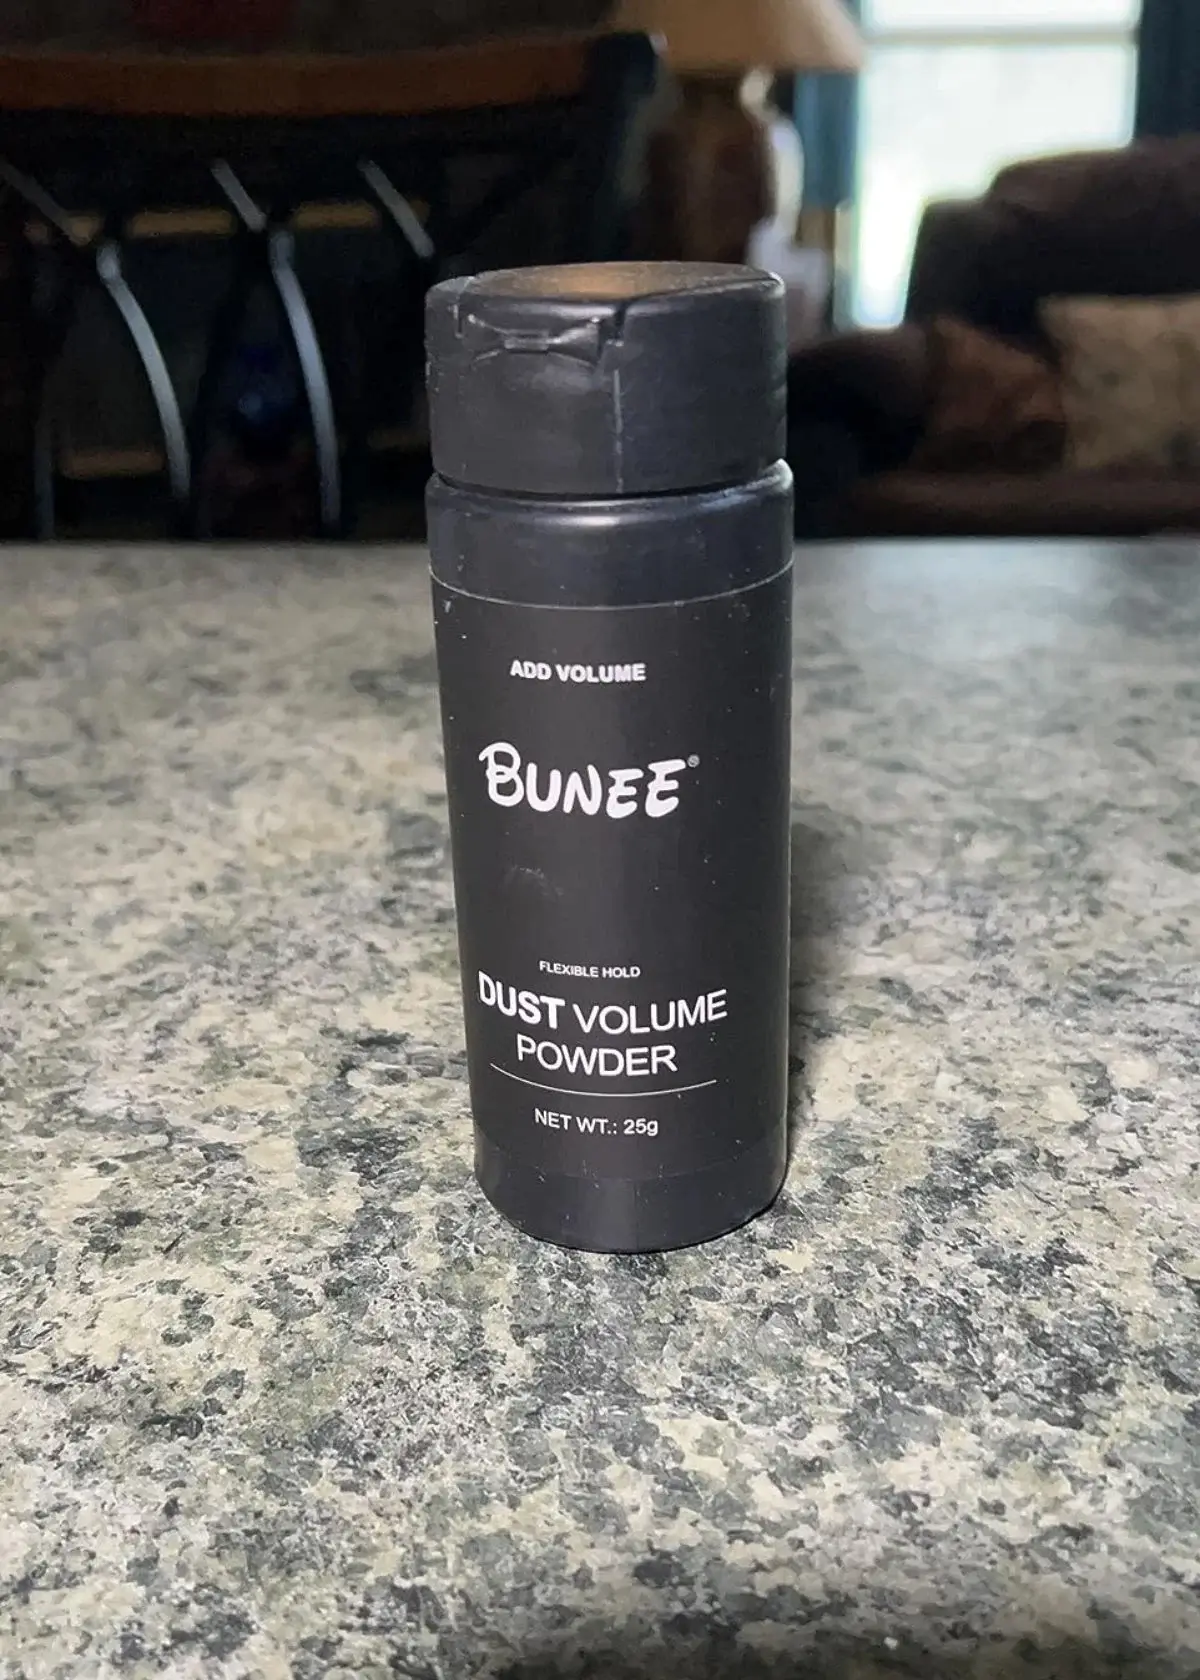 ADD VOLUME
BUNEE®
FLEXIBLE HOLD
DUST VOLUME
POWDER
NET WT.: 25g